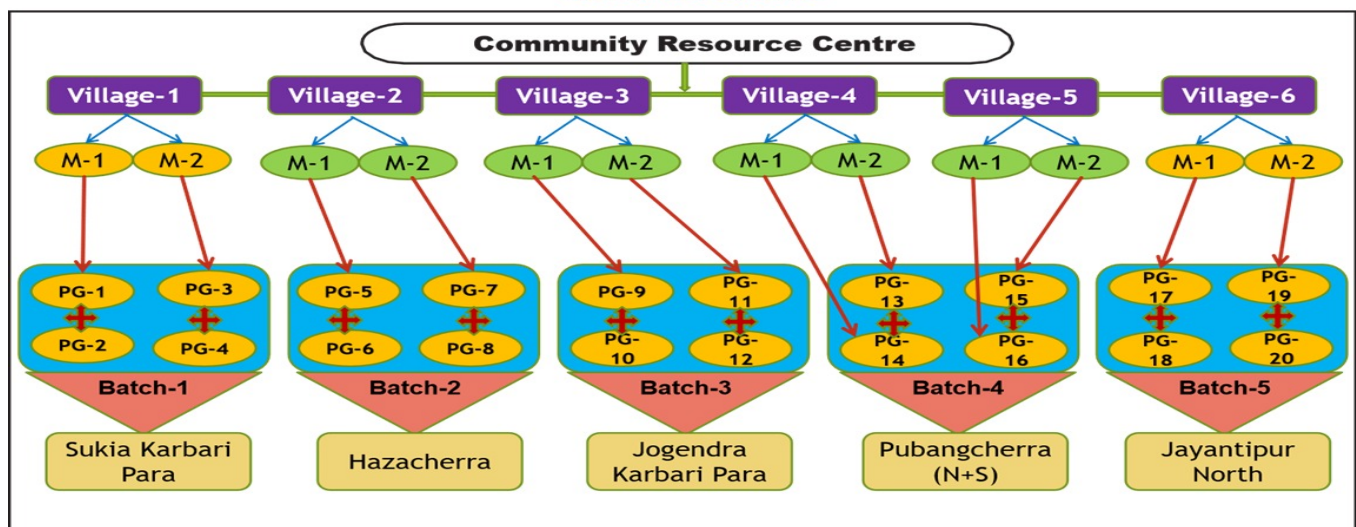 Community Resource Centre
Village-1
Village-2
Village-3
Village-4
Village-5
Village-6
M-1
M-2
M-1
M-2
M-1
M-2
M-1
M-2
M-1
M-2
M-1
M-2
PG-1
PG-3
PG-2
PG-4
PG-5
PG-7
PG-6
PG-8
PG-9
PG-
11
PG-
10
PG-
12
PG-
13
PG-
15
PG-
14
PG-
16
PG-
17
PG-
19
PG-
18
PG-
20
Batch-1
Batch-2
Batch-3
Batch-4
Batch-5
Sukia Karbari
Para
Hazacherra
Jogendra
Karbari Para
Pubangcherra
(N+S)
Jayantipur
North